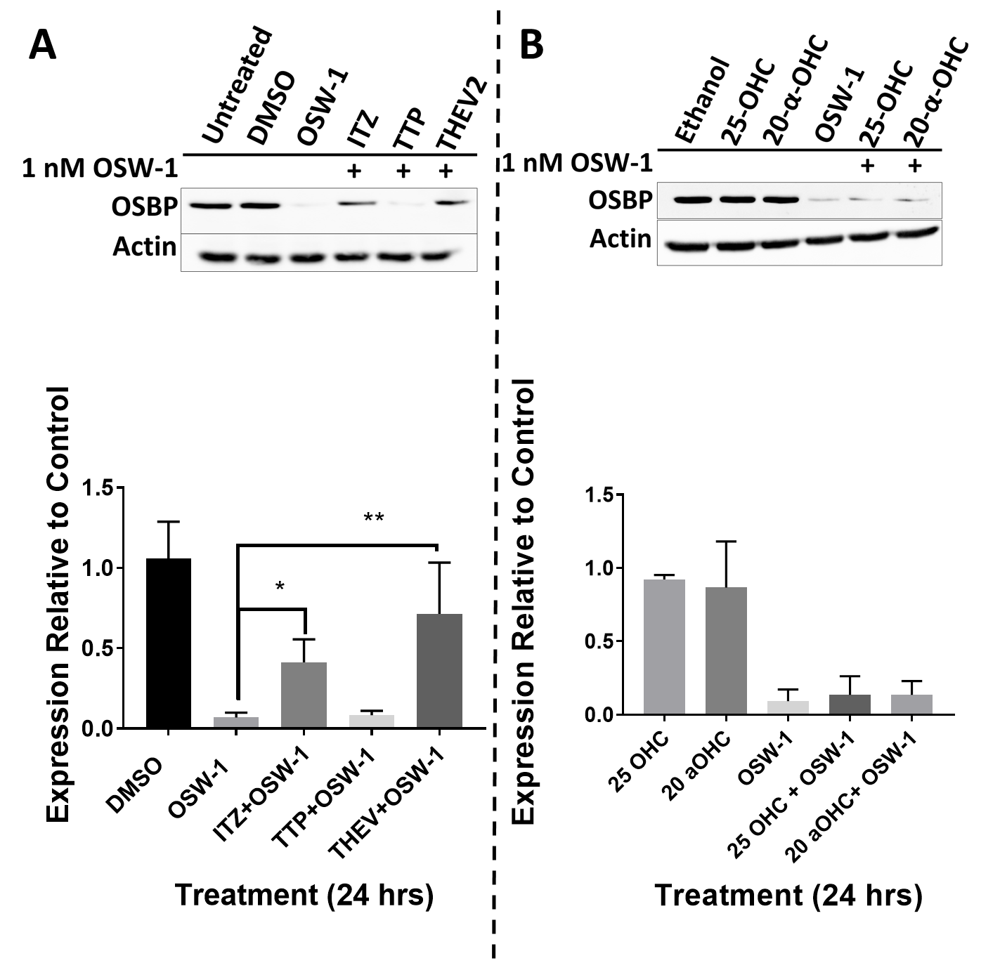 A
Untreated
DMSO
OSW-1
ITZ
TTP
THEV2
1 nM OSW-1 + + +
OSBP
Actin
Expression Relative to Control
1.5
1.0
0.5
0.0
**
*
DMSO
OSW-1
ITZ+OSW-1
TTP+OSW-1
THEV+OSW-1
Treatment (24 hrs)
B
Ethanol
25-OHC
20-α-OHC
OSW-1
25-OHC
20-α-OHC
1 nM OSW-1 + +
OSBP
Actin
Expression Relative to Control
1.5
1.0
0.5
0.0
25 OHC
20 aOHC
OSW-1
25 OHC + OSW-1
20 aOHC+ OSW-1
Treatment (24 hrs)